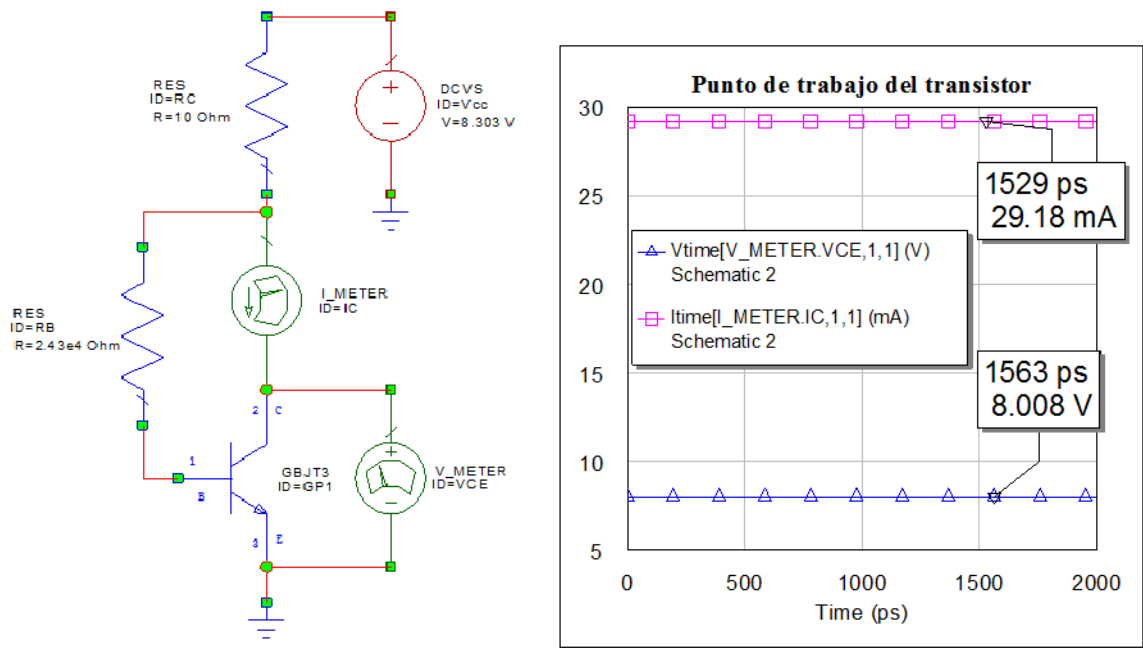 RES
ID=RC
R=10 Ohm
DCVS
ID=Vcc
V=8.303 V
RES
ID=RB
R=2.43e4 Ohm
I_METER
ID=IC
2 C
1
B
GBJT3
ID=GP1
3 E
V_METER
ID=VCE
Punto de trabajo del transistor
30
25
20
15
10
5
1529 ps
29.18 mA
Vtime[V_METER.VCE,1,1] (V)
Schematic 2
Itime[I_METER.IC,1,1] (mA)
Schematic 2
1563 ps
8.008 V
0 500 1000 1500 2000
Time (ps)